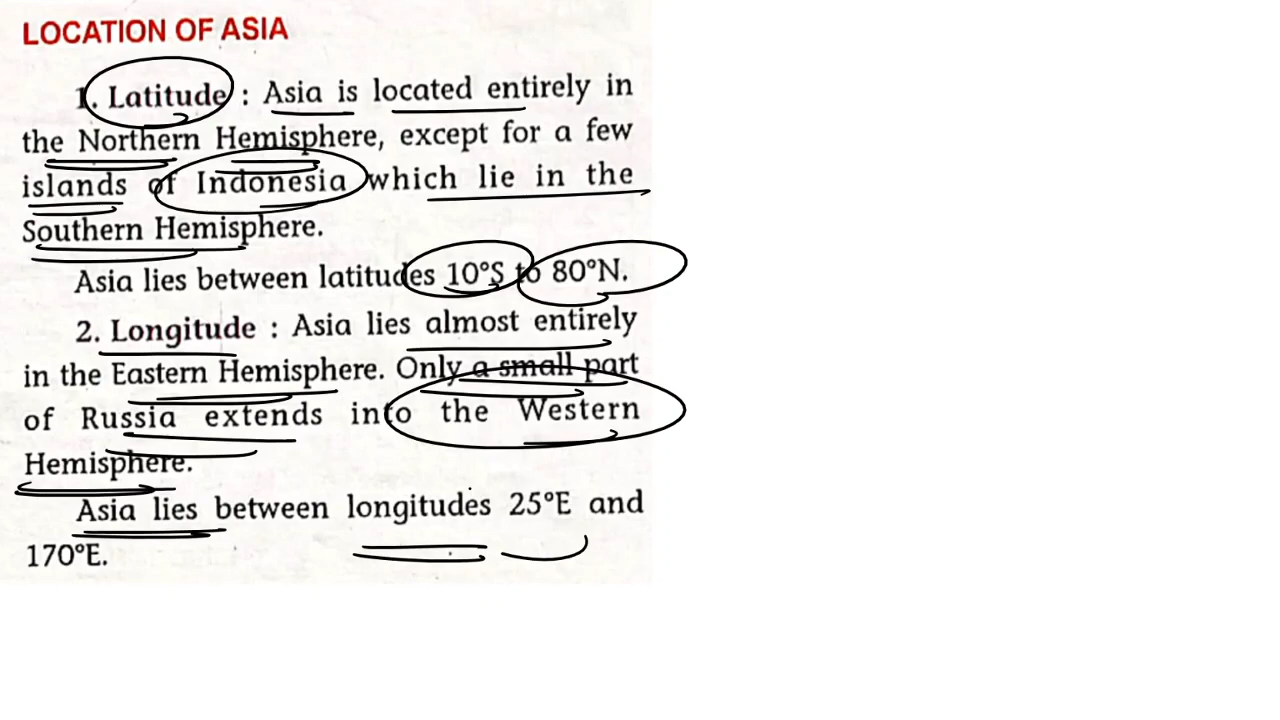 LOCATION OF ASIA
1. Latitude : Asia is located entirely in
the Northern Hemisphere, except for a few
islands of Indonesia which lie in the
Southern Hemisphere.
Asia lies between latitudes 10°S to 80°N.
2. Longitude : Asia lies almost entirely
in the Eastern Hemisphere. Only a small part
of Russia extends into the Western
Hemisphere.
Asia lies between longitudes 25°E and
170°E.